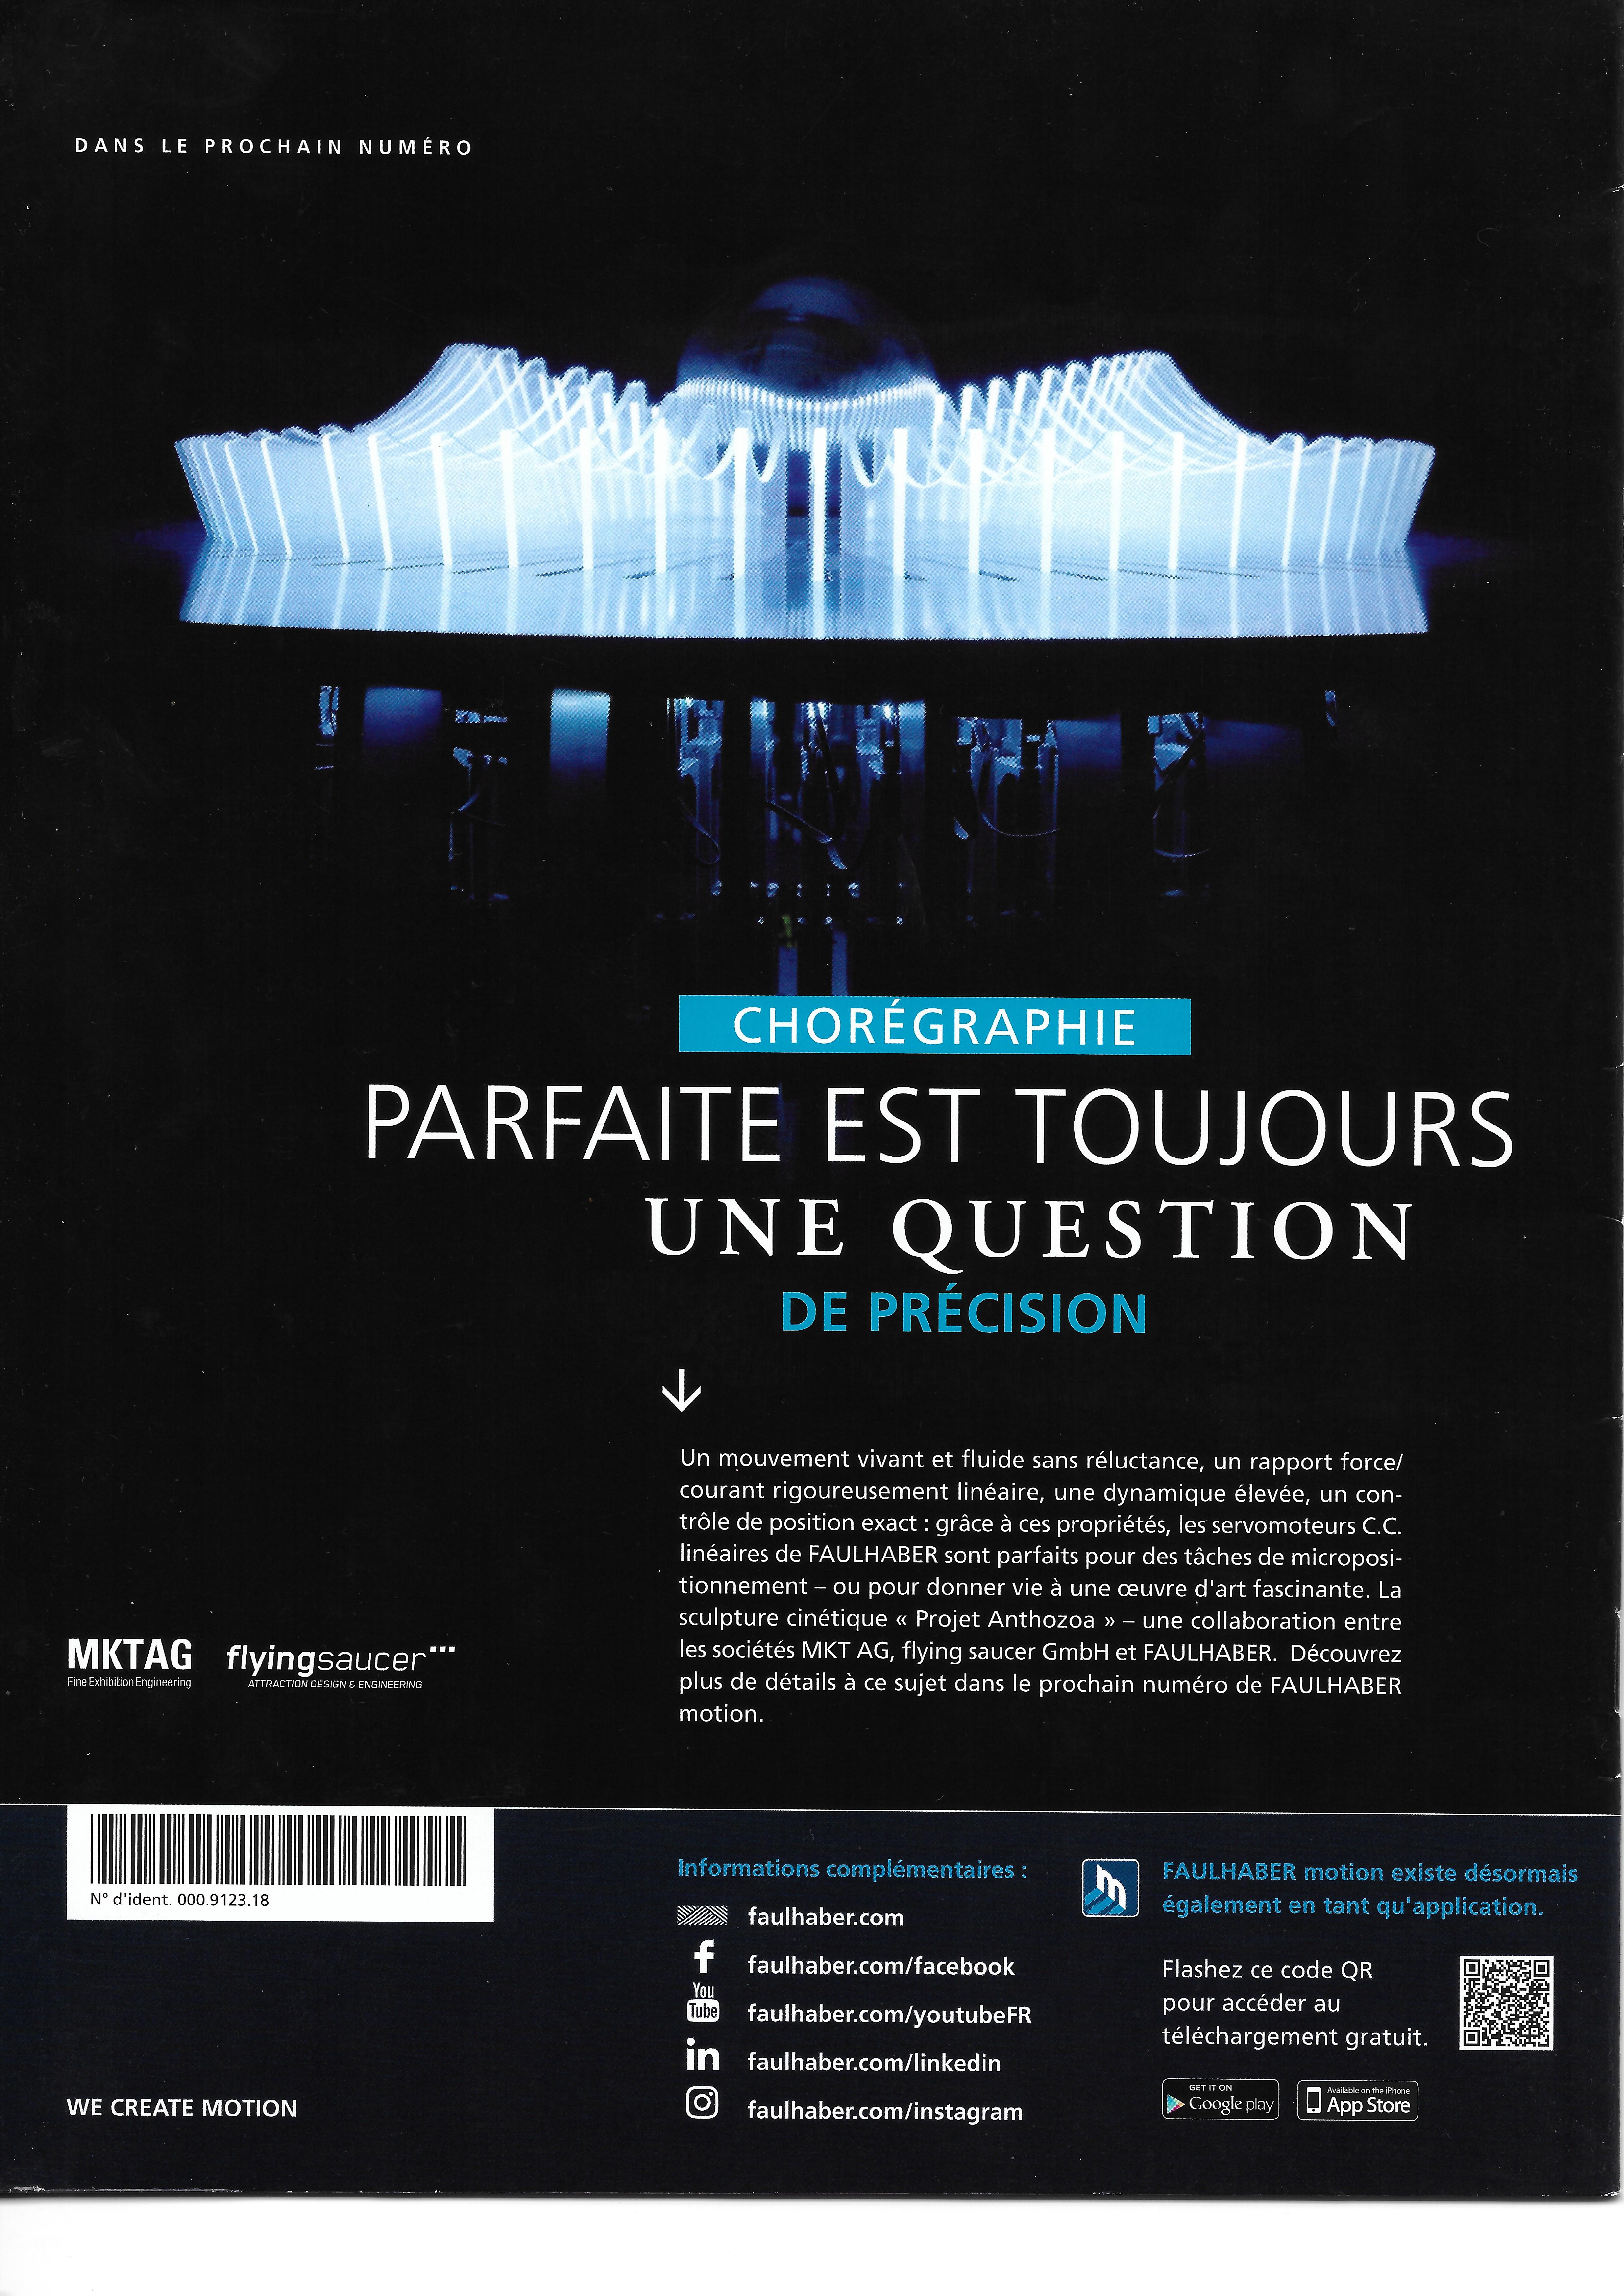 DANS LE PROCHAIN NUMÉRO
CHORÉGRAPHIE
PARFAITE EST TOUJOURS
UNE QUESTION
DE PRÉCISION
Un mouvement vivant et fluide sans réluctance, un rapport force/
courant rigoureusement linéaire, une dynamique élevée, un con-
trôle de position exact : grâce à ces propriétés, les servomoteurs C.C.
linéaires de FAULHABER sont parfaits pour des tâches de microposi-
tionnement – ou pour donner vie à une œuvre d'art fascinante. La
sculpture cinétique « Projet Anthozoa » – une collaboration entre
les sociétés MKT AG, flying saucer GmbH et FAULHABER. Découvrez
plus de détails à ce sujet dans le prochain numéro de FAULHABER
motion.
MKTAG
Fine Exhibition Engineering
flyingsaucer
ATTRACTION DESIGN & ENGINEERING
N° d'ident. 000.9123.18
WE CREATE MOTION
Informations complémentaires :
faulhaber.com
f faulhaber.com/facebook
You
Tube faulhaber.com/youtubeFR
in faulhaber.com/linkedin
faulhaber.com/instagram
FAULHABER motion existe désormais
également en tant qu'application.
Flashez ce code QR
pour accéder au
téléchargement gratuit.
GET IT ON
Google play
Available on the iPhone
App Store